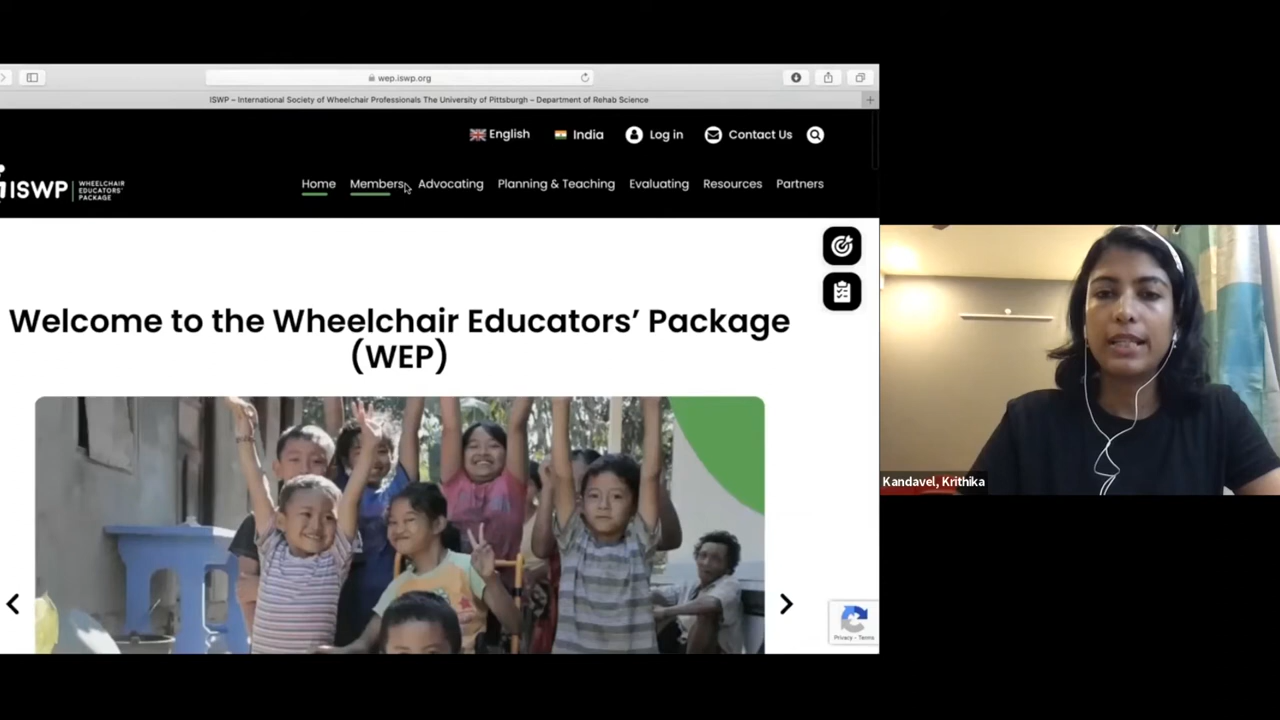 wep.iswp.org
ISWP – International Society of Wheelchair Professionals The University of Pittsburgh – Department of Rehab Science
English India Log in Contact Us
ISWP WHEELCHAIR EDUCATORS' PACKAGE
Home Members Advocating Planning & Teaching Evaluating Resources Partners
Welcome to the Wheelchair Educators’ Package
(WEP)
Kandavel, Krithika
Privacy - Terms